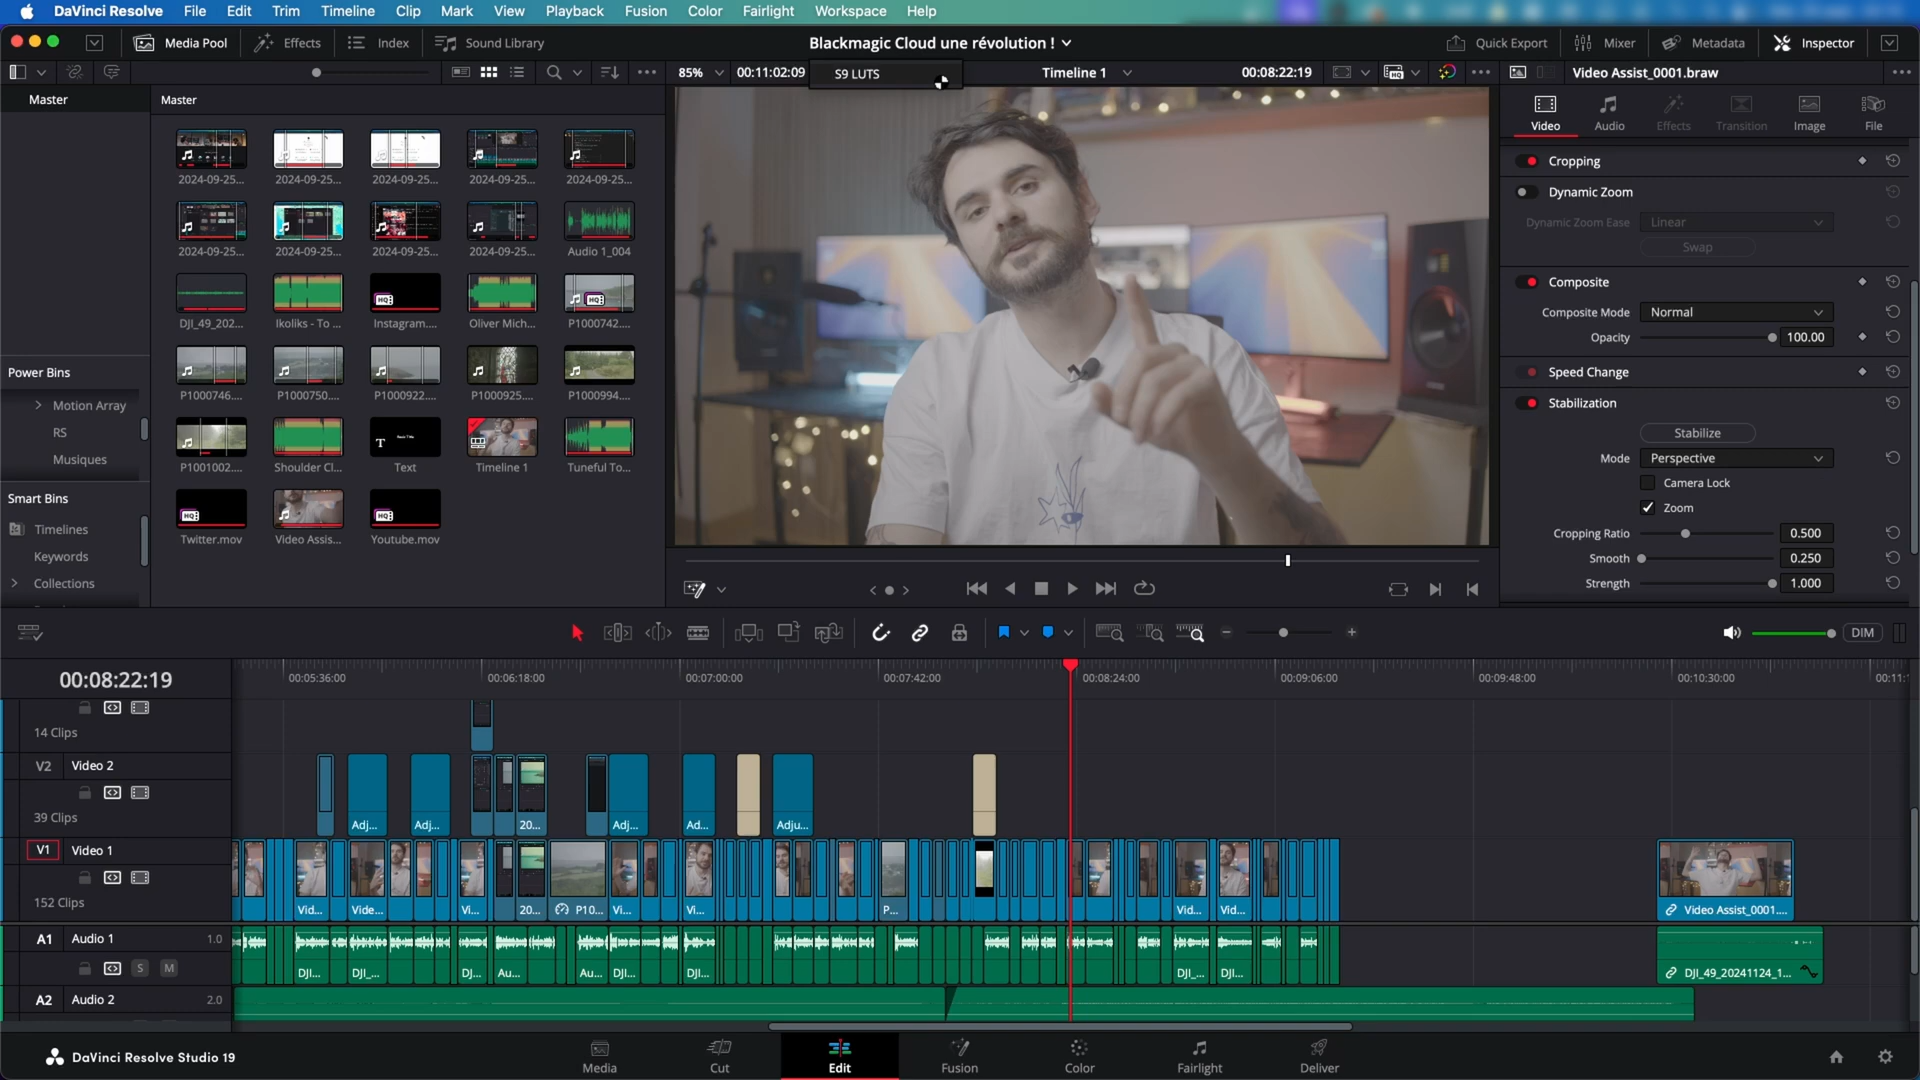 DaVinci Resolve File Edit Trim Timeline Clip Mark View Playback Fusion Color Fairlight Workspace Help
Media Pool Effects Index Sound Library Blackmagic Cloud une révolution ! Quick Export Mixer Metadata Inspector
85% 00:11:02:09 S9 LUTS Timeline 1 00:08:22:19 Video Assist_0001.braw
Master Master
Video Audio Effects Transition Image File
2024-09-25... 2024-09-25... 2024-09-25... 2024-09-25... 2024-09-25...
2024-09-25... 2024-09-25... 2024-09-25... 2024-09-25... Audio 1_004
DJI_49_202... Ikoliks - To ... Instagram.... Oliver Mich... P1000742....
P1000746.... P1000750.... P1000922.... P1000925.... P1000994....
P1001002.... Shoulder Cl... Text Timeline 1 Tuneful To...
Twitter.mov Video Assis... Youtube.mov
Power Bins
Motion Array
RS
Musiques
Smart Bins
Timelines
Keywords
Collections
Cropping
Dynamic Zoom
Dynamic Zoom Ease Linear
Swap
Composite
Composite Mode Normal
Opacity 100.00
Speed Change
Stabilization
Stabilize
Mode Perspective
Camera Lock
Zoom
Cropping Ratio 0.500
Smooth 0.250
Strength 1.000
DIM
00:08:22:19 00:05:36:00 00:06:18:00 00:07:00:00 00:07:42:00 00:08:24:00 00:09:06:00 00:09:48:00 00:10:30:00 00:11:
14 Clips
V2 Video 2
39 Clips Adj... Adj... 20... Adj... Ad... Adju...
V1 Video 1
152 Clips Vid... Vide... Vi... 20... P10... Vi... Vi... P... Vid... Vid... Video Assist_0001....
A1 Audio 1 1.0
S M DJI... DJI_... DJ... Au... Au... DJI... DJI... DJI_... DJI... DJI_49_20241124_1...
A2 Audio 2 2.0
DaVinci Resolve Studio 19 Media Cut Edit Fusion Color Fairlight Deliver